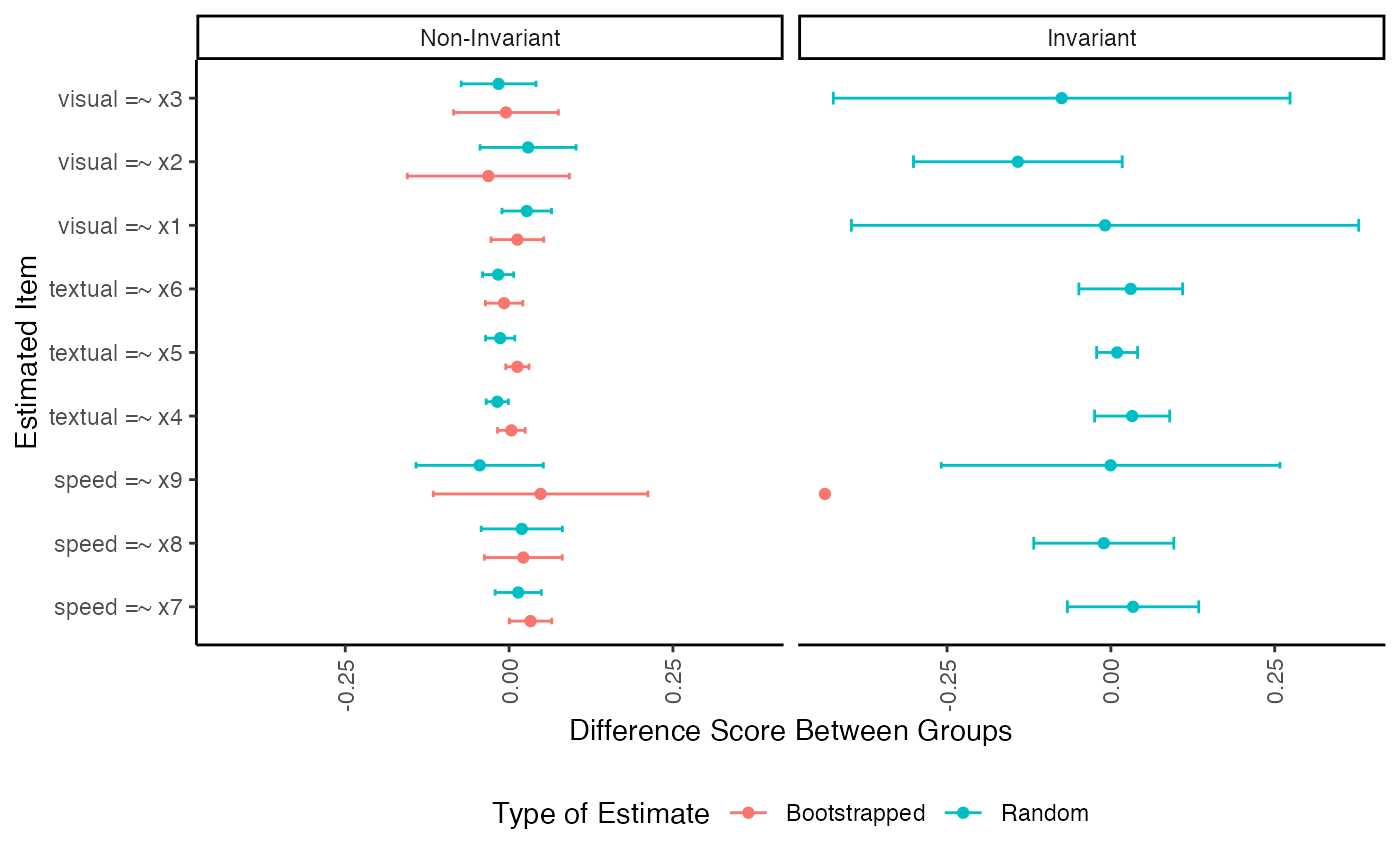 Non-Invariant
Invariant
Estimated Item
visual =~ x3
visual =~ x2
visual =~ x1
textual =~ x6
textual =~ x5
textual =~ x4
speed =~ x9
speed =~ x8
speed =~ x7
-0.25
0.00
0.25
-0.25
0.00
0.25
Difference Score Between Groups
Type of Estimate
Bootstrapped
Random